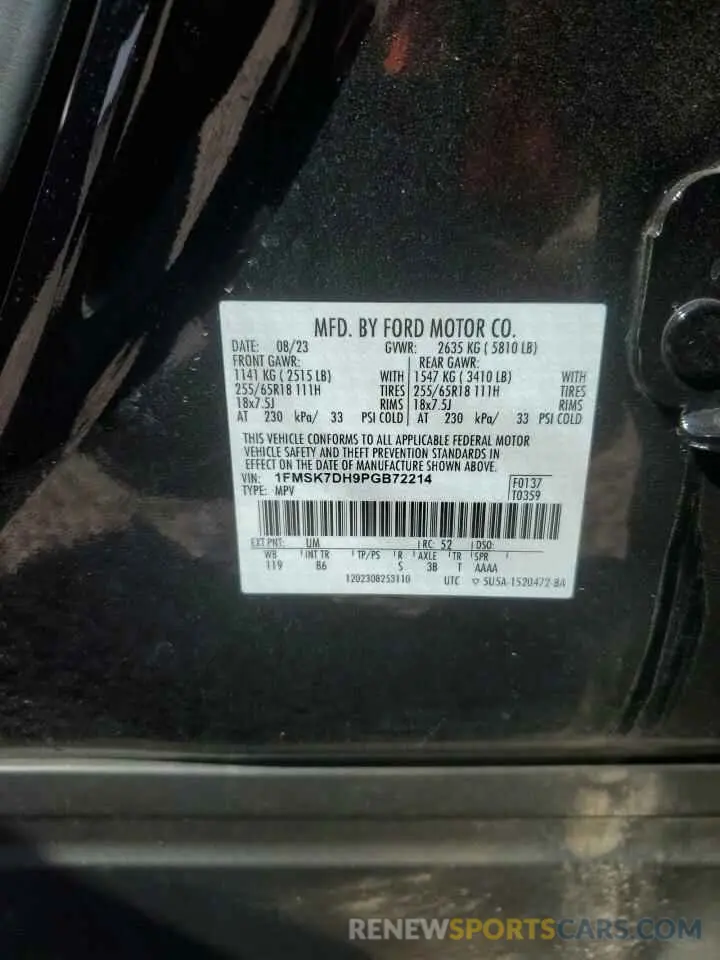 MFD. BY FORD MOTOR CO.
DATE: 08/23 GVWR: 2635 KG ( 5810 LB)
FRONT GAWR: REAR GAWR:
1141 KG ( 2515 LB) WITH 1547 KG ( 3410 LB) WITH
255/65R18 111H TIRES 255/65R18 111H TIRES
18x7.5J RIMS 18x7.5J RIMS
AT 230 kPa/ 33 PSI COLD AT 230 kPa/ 33 PSI COLD
THIS VEHICLE CONFORMS TO ALL APPLICABLE FEDERAL MOTOR
VEHICLE SAFETY AND THEFT PREVENTION STANDARDS IN
EFFECT ON THE DATE OF MANUFACTURE SHOWN ABOVE.
VIN: 1FMSK7DH9PGB72214 F0137
TYPE: MPV T0359
EXT PNT: UM RC: 52 DSO:
WB INT TR TP/PS R AXLE TR SPR
119 B6 S 3B T AAAA
1202308253110 UTC ▽ 5U5A-1520472-BA
RENEWSPORTSCARS.COM